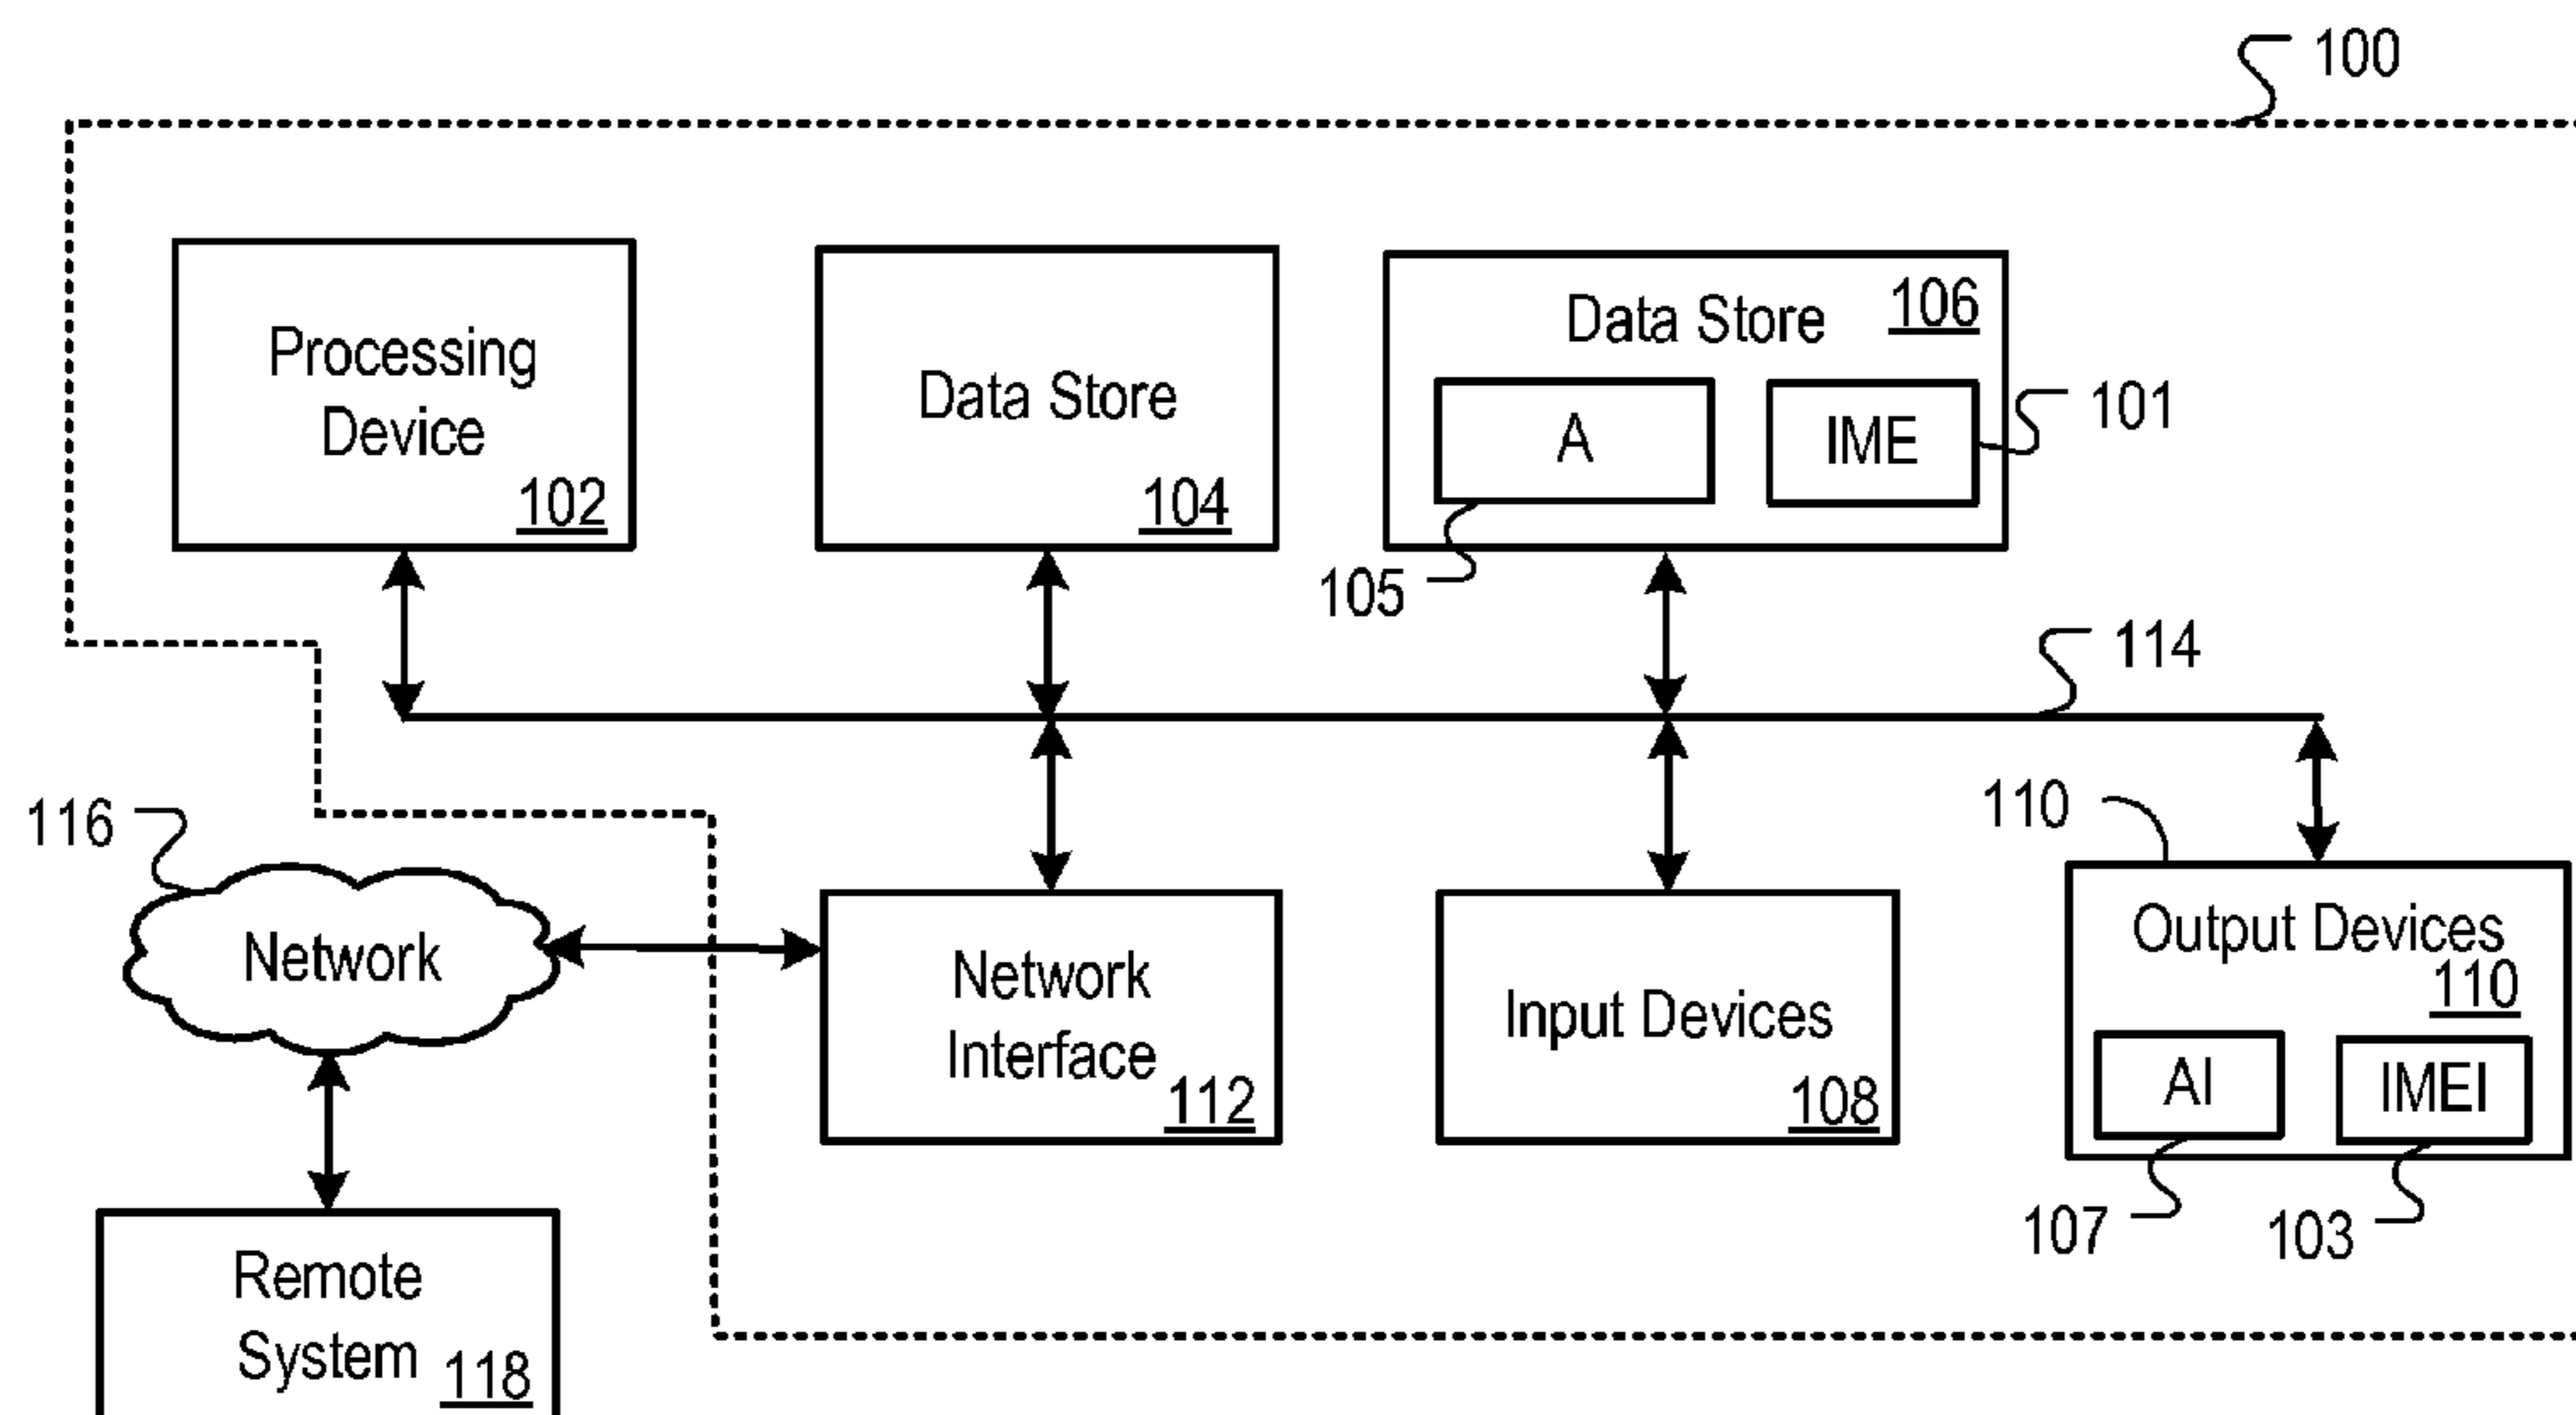 100
Processing
Device
102
Data Store
104
Data Store
106
A
IME
101
105
114
116
Network
Network
Interface
112
Input Devices
108
110
Output Devices
110
AI
IMEI
107
103
Remote
System
118